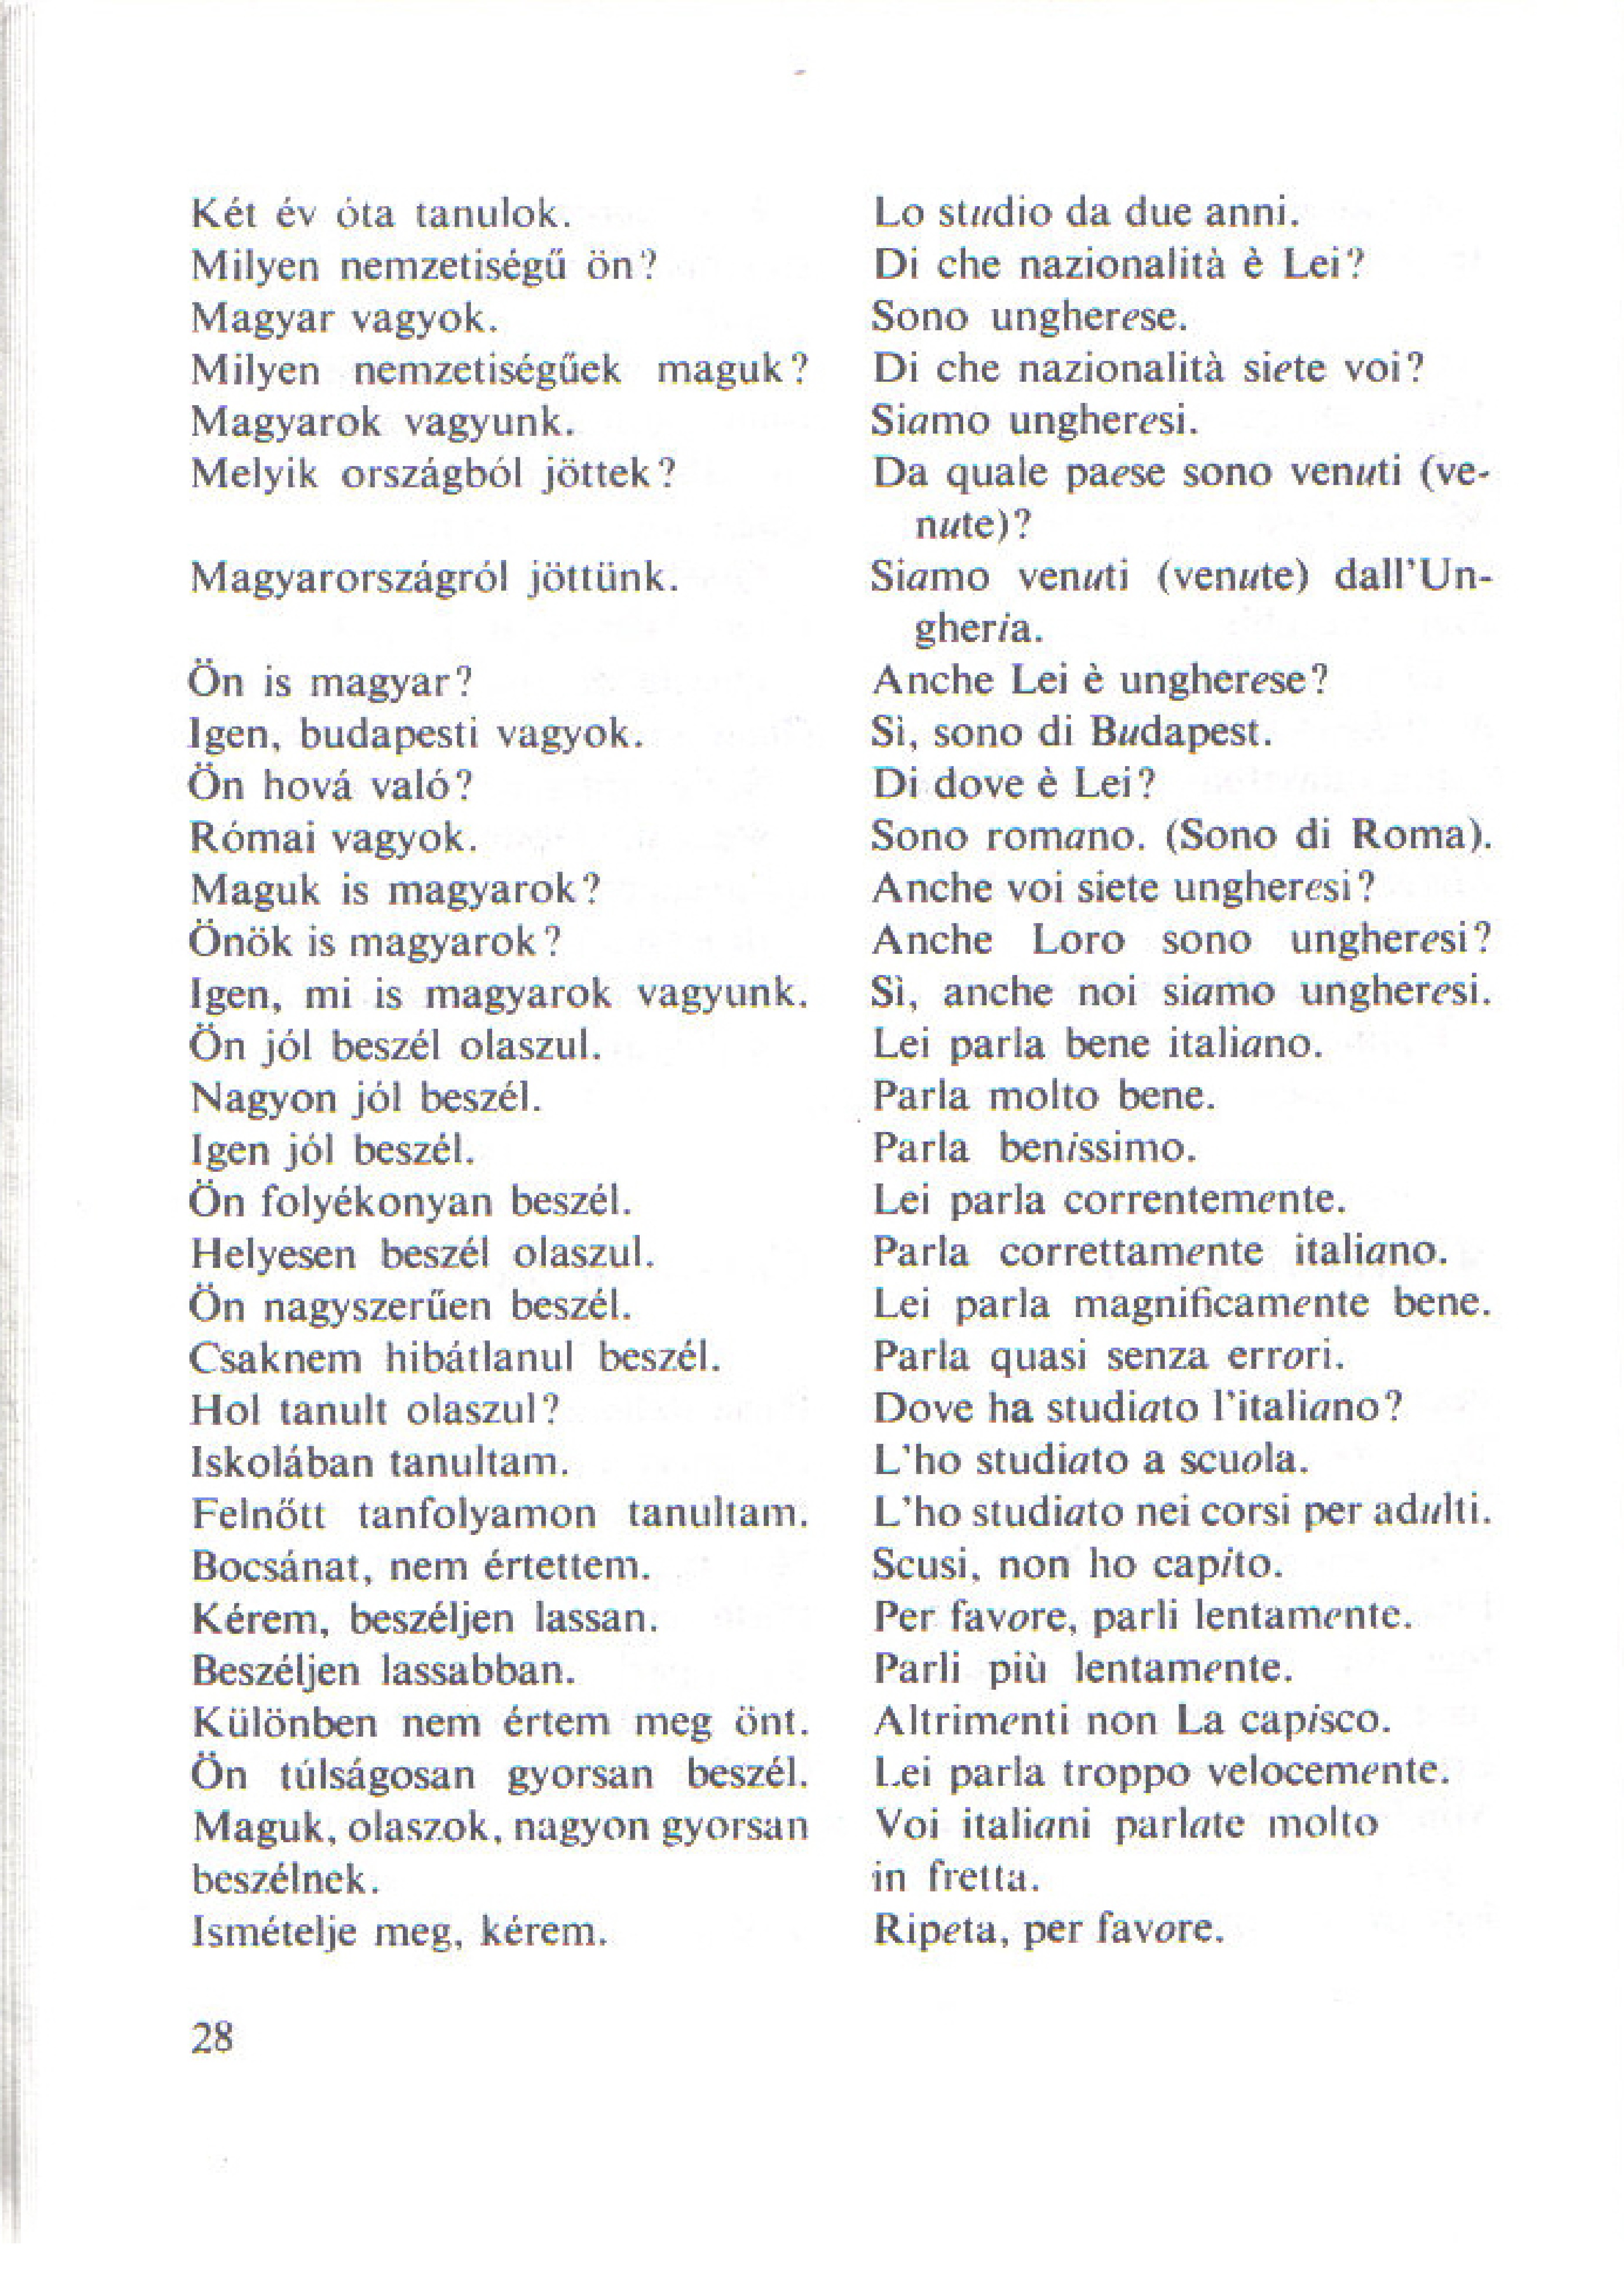 Két év óta tanulok.
Milyen nemzetiségű ön?
Magyar vagyok.
Milyen nemzetiségűek maguk?
Magyarok vagyunk.
Melyik országból jöttek?
Magyarországról jöttünk.
Ön is magyar?
Igen, budapesti vagyok.
Ön hová való?
Római vagyok.
Maguk is magyarok?
Önök is magyarok?
Igen, mi is magyarok vagyunk.
Ön jól beszél olaszul.
Nagyon jól beszél.
Igen jól beszél.
Ön folyékonyan beszél.
Helyesen beszél olaszul.
Ön nagyszerűen beszél.
Csaknem hibátlanul beszél.
Hol tanult olaszul?
Iskolában tanultam.
Felnőtt tanfolyamon tanultam.
Bocsánat, nem értettem.
Kérem, beszéljen lassan.
Beszéljen lassabban.
Különben nem értem meg önt.
Ön túlságosan gyorsan beszél.
Maguk, olaszok, nagyon gyorsan
beszélnek.
Ismételje meg, kérem.
Lo studio da due anni.
Di che nazionalità è Lei?
Sono ungherese.
Di che nazionalità siete voi?
Siamo ungheresi.
Da quale paese sono venuti (ve-
nute)?
Siamo venuti (venute) dall'Un-
gheria.
Anche Lei è ungherese?
Sì, sono di Budapest.
Di dove è Lei?
Sono romano. (Sono di Roma).
Anche voi siete ungheresi?
Anche Loro sono ungheresi?
Sì, anche noi siamo ungheresi.
Lei parla bene italiano.
Parla molto bene.
Parla benissimo.
Lei parla correntemente.
Parla correttamente italiano.
Lei parla magnificamente bene.
Parla quasi senza errori.
Dove ha studiato l'italiano?
L'ho studiato a scuola.
L'ho studiato nei corsi per adulti.
Scusi, non ho capito.
Per favore, parli lentamente.
Parli più lentamente.
Altrimenti non La capisco.
Lei parla troppo velocemente.
Voi italiani parlate molto
in fretta.
Ripeta, per favore.
28